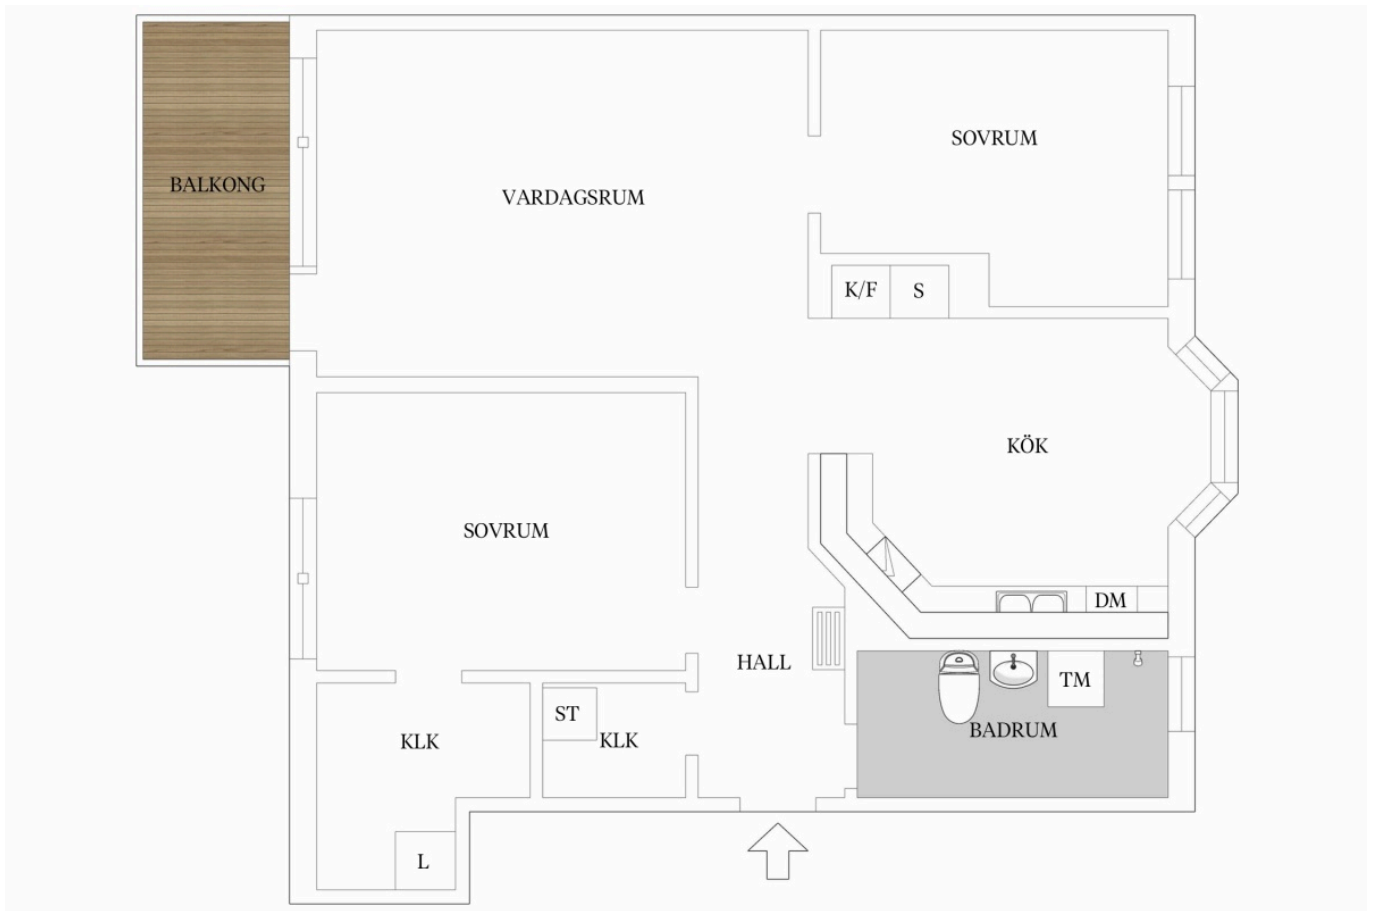 SOVRUM
BALKONG
VARDAGSRUM
K/F
S
KÖK
SOVRUM
DM
HALL
TM
ST
KLK
KLK
BADRUM
L